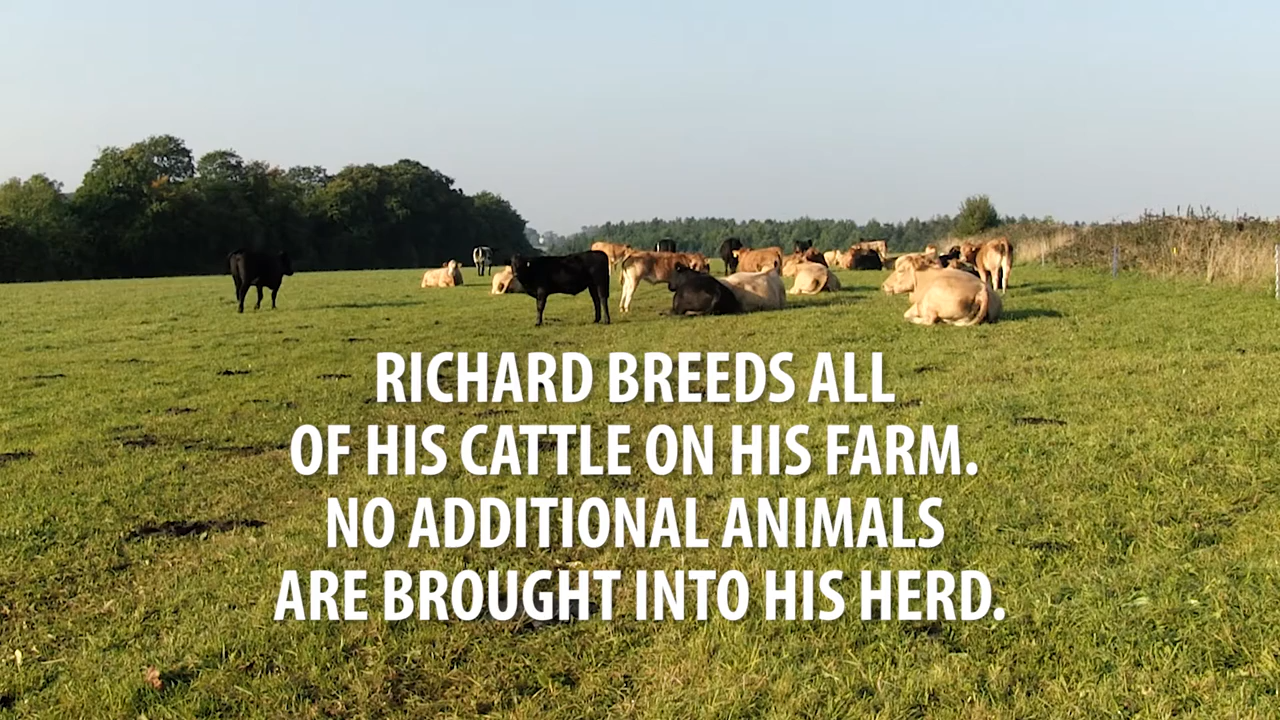 RICHARD BREEDS ALL
OF HIS CATTLE ON HIS FARM.
NO ADDITIONAL ANIMALS
ARE BROUGHT INTO HIS HERD.